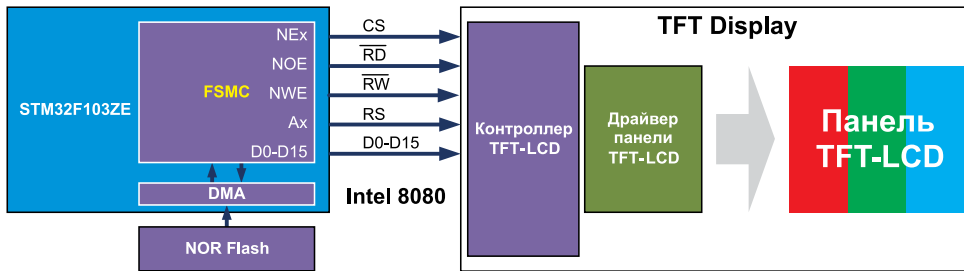 STM32F103ZE
FSMC
NEx
NOE
NWE
Ax
D0-D15
DMA
NOR Flash
CS
RD
RW
RS
D0-D15
Intel 8080
TFT Display
Контроллер
TFT-LCD
Драйвер
панели
TFT-LCD
Панель
TFT-LCD